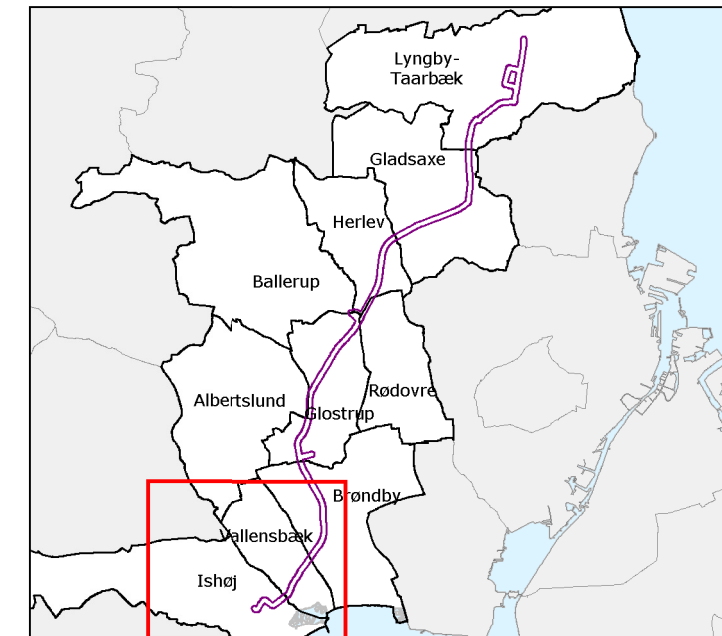 Lyngby-
Taarbæk
Gladsaxe
Herlev
Ballerup
Albertslund
Rødovre
Glostrup
Brøndby
Vallensbæk
Ishøj